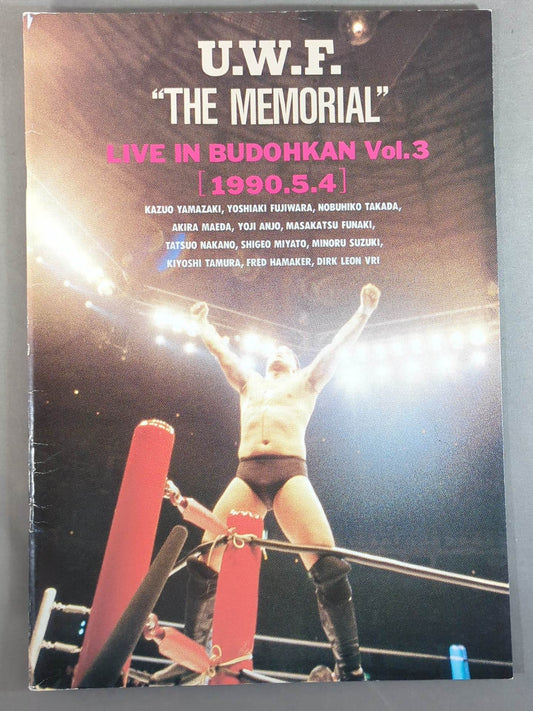 U.W.F.
“THE MEMORIAL”
LIVE IN BUDOHKAN Vol.3
[1990.5.4]
KAZUO YAMAZAKI, YOSHIAKI FUJIWARA, NOBUHIKO TAKADA,
AKIRA MAEDA, YOJI ANJO, MASAKATSU FUNAKI,
TATSUO NAKANO, SHIGEO MIYATO, MINORU SUZUKI,
KIYOSHI TAMURA, FRED HAMAKER, DIRK LEON VRI